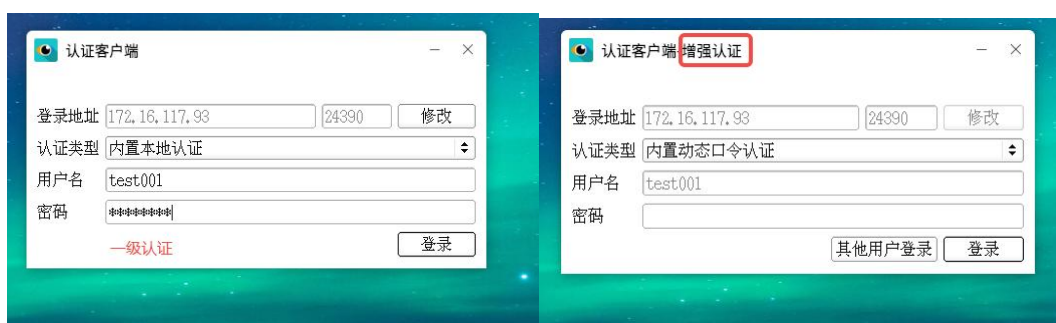 认证客户端
登录地址 172.16.117.93 24390 修改
认证类型 内置本地认证
用户名 test001
密码 *********
一级认证 登录
认证客户端-增强认证
登录地址 172.16.117.93 24390 修改
认证类型 内置动态口令认证
用户名 test001
密码
其他用户登录 登录